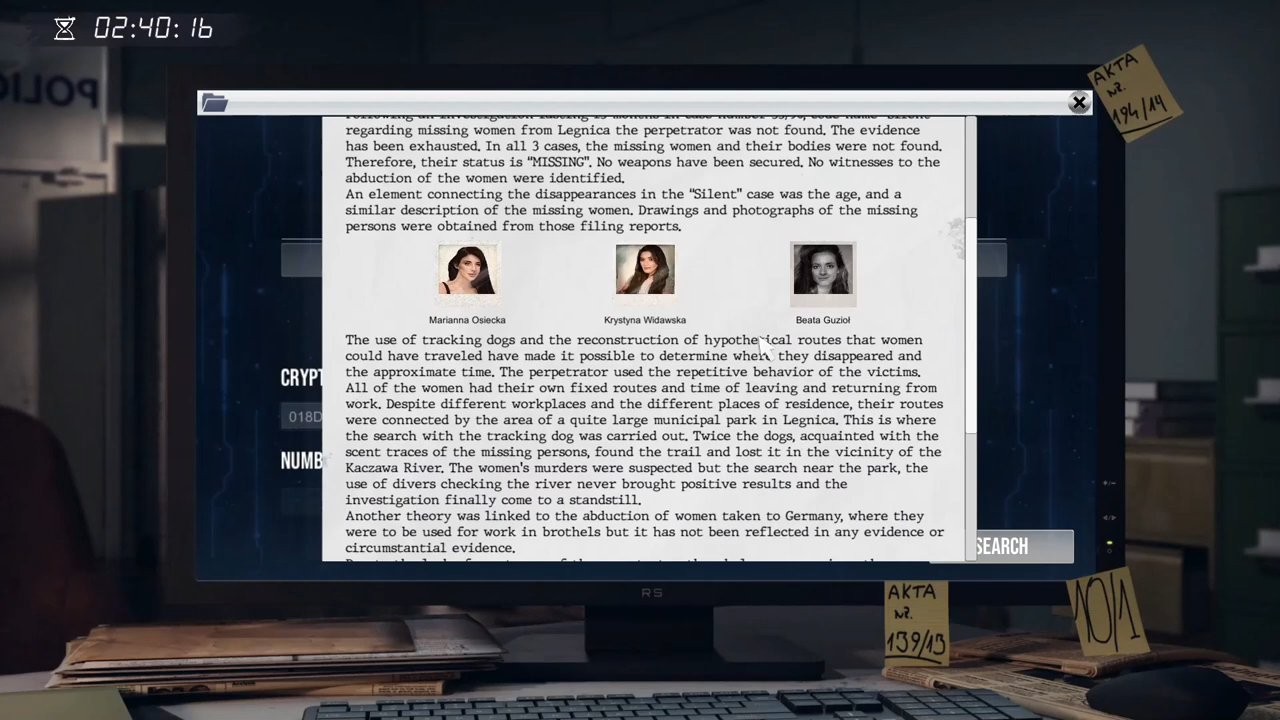 02:40:16
POLIC
AKTA
NR.
194/14
regarding missing women from Legnica the perpetrator was not found. The evidence
has been exhausted. In all 3 cases, the missing women and their bodies were not found.
Therefore, their status is "MISSING". No weapons have been secured. No witnesses to the
abduction of the women were identified.
An element connecting the disappearances in the "Silent" case was the age, and a
similar description of the missing women. Drawings and photographs of the missing
persons were obtained from those filing reports.
Marianna Osiecka
Krystyna Widawska
Beata Guzioł
The use of tracking dogs and the reconstruction of hypothetical routes that women
could have traveled have made it possible to determine when they disappeared and
the approximate time. The perpetrator used the repetitive behavior of the victims.
All of the women had their own fixed routes and time of leaving and returning from
work. Despite different workplaces and the different places of residence, their routes
were connected by the area of a quite large municipal park in Legnica. This is where
the search with the tracking dog was carried out. Twice the dogs, acquainted with the
scent traces of the missing persons, found the trail and lost it in the vicinity of the
Kaczawa River. The women's murders were suspected but the search near the park, the
use of divers checking the river never brought positive results and the
investigation finally come to a standstill.
Another theory was linked to the abduction of women taken to Germany, where they
were to be used for work in brothels but it has not been reflected in any evidence or
circumstantial evidence.
CRYPT
018D
NUMB
SEARCH
RS
AKTA
NR.
139/13
10/1